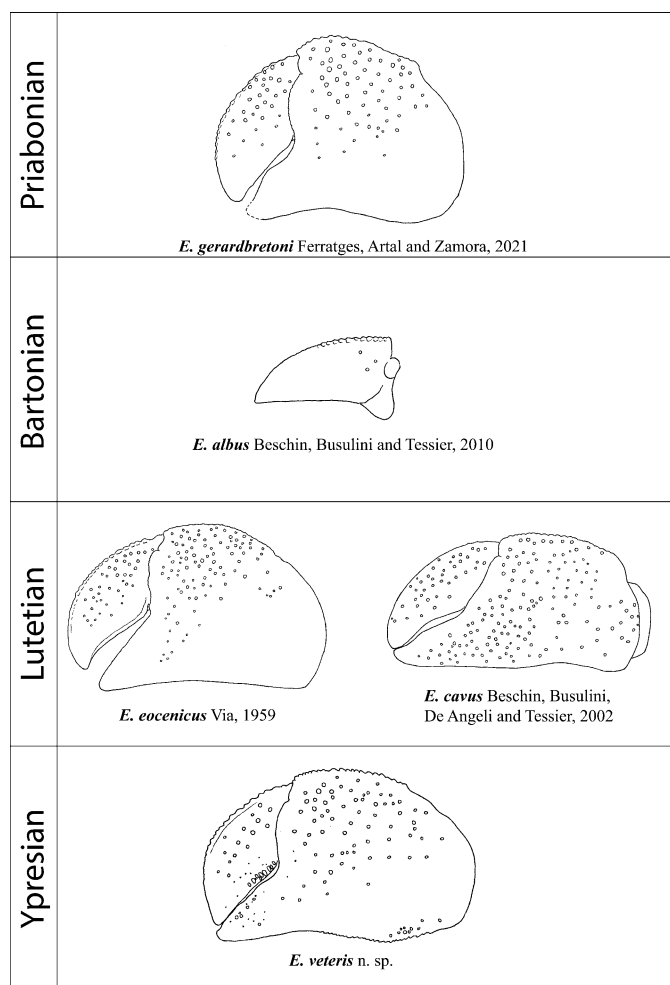 Priabonian
E. gerardbretoni Ferratges, Artal and Zamora, 2021
Bartonian
E. albus Beschin, Busulini and Tessier, 2010
Lutetian
E. eocenicus Via, 1959
E. cavus Beschin, Busulini,
De Angeli and Tessier, 2002
Ypresian
E. veteris n. sp.